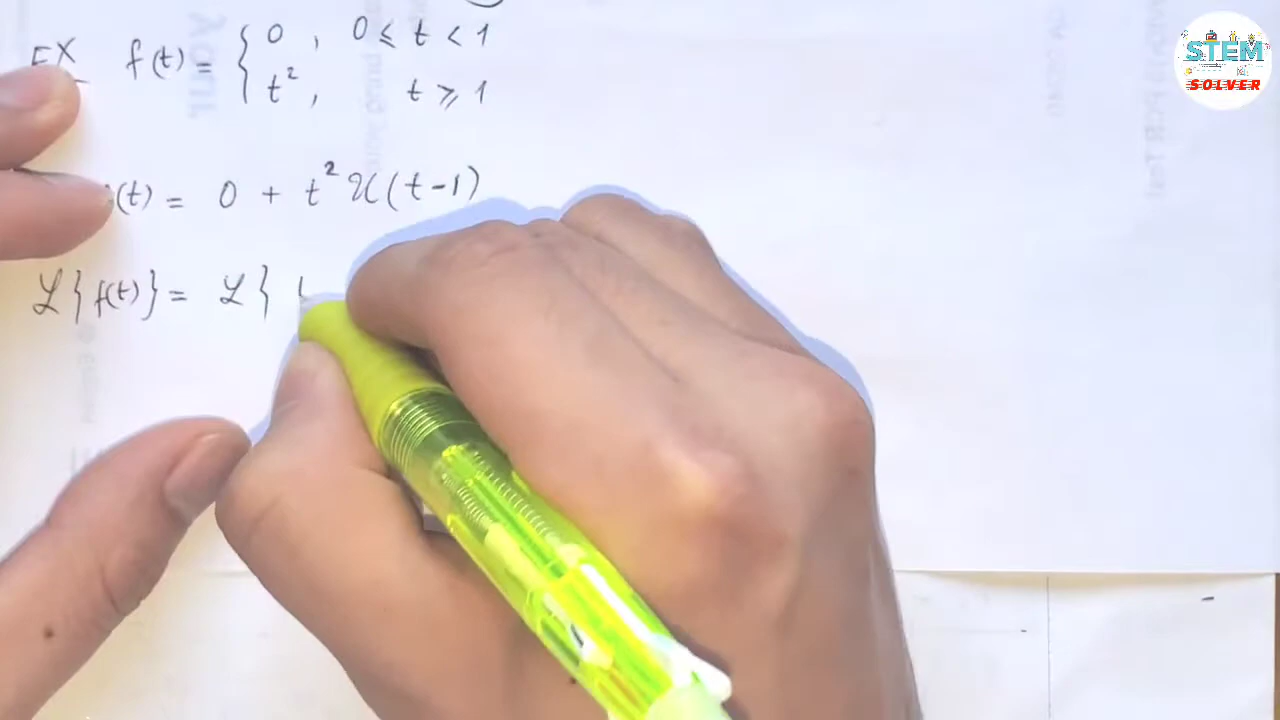 EX f(t) = { 0 , 0 ≤ t < 1
t², t ≥ 1
(t) = 0 + t² 𝒰(t-1)
ℒ{f(t)} = ℒ{
STEM
SOLVER